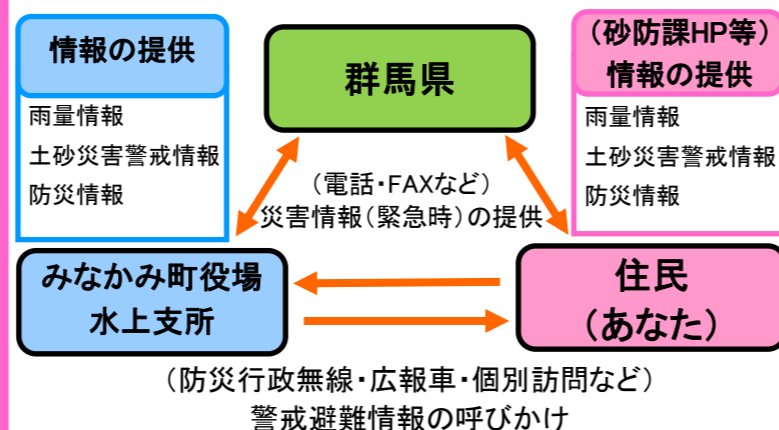 情報の提供
雨量情報
土砂災害警戒情報
防災情報
群馬県
（砂防課HP等）
情報の提供
雨量情報
土砂災害警戒情報
防災情報
（電話・FAXなど）
災害情報（緊急時）の提供
みなかみ町役場
水上支所
住民
（あなた）
（防災行政無線・広報車・個別訪問など）
警戒避難情報の呼びかけ